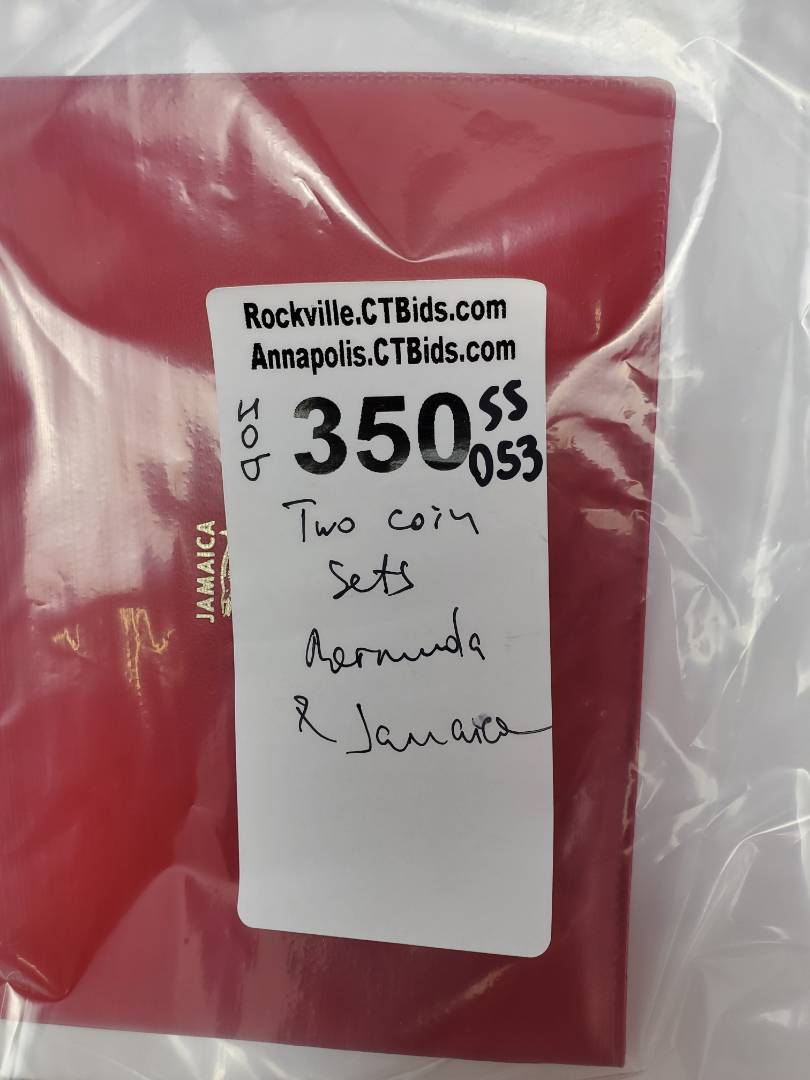 Rockville.CTBids.com
Annapolis.CTBids.com
350 SS
053
Two coin
Sets
Bermuda
& Jamaica
JAMAICA